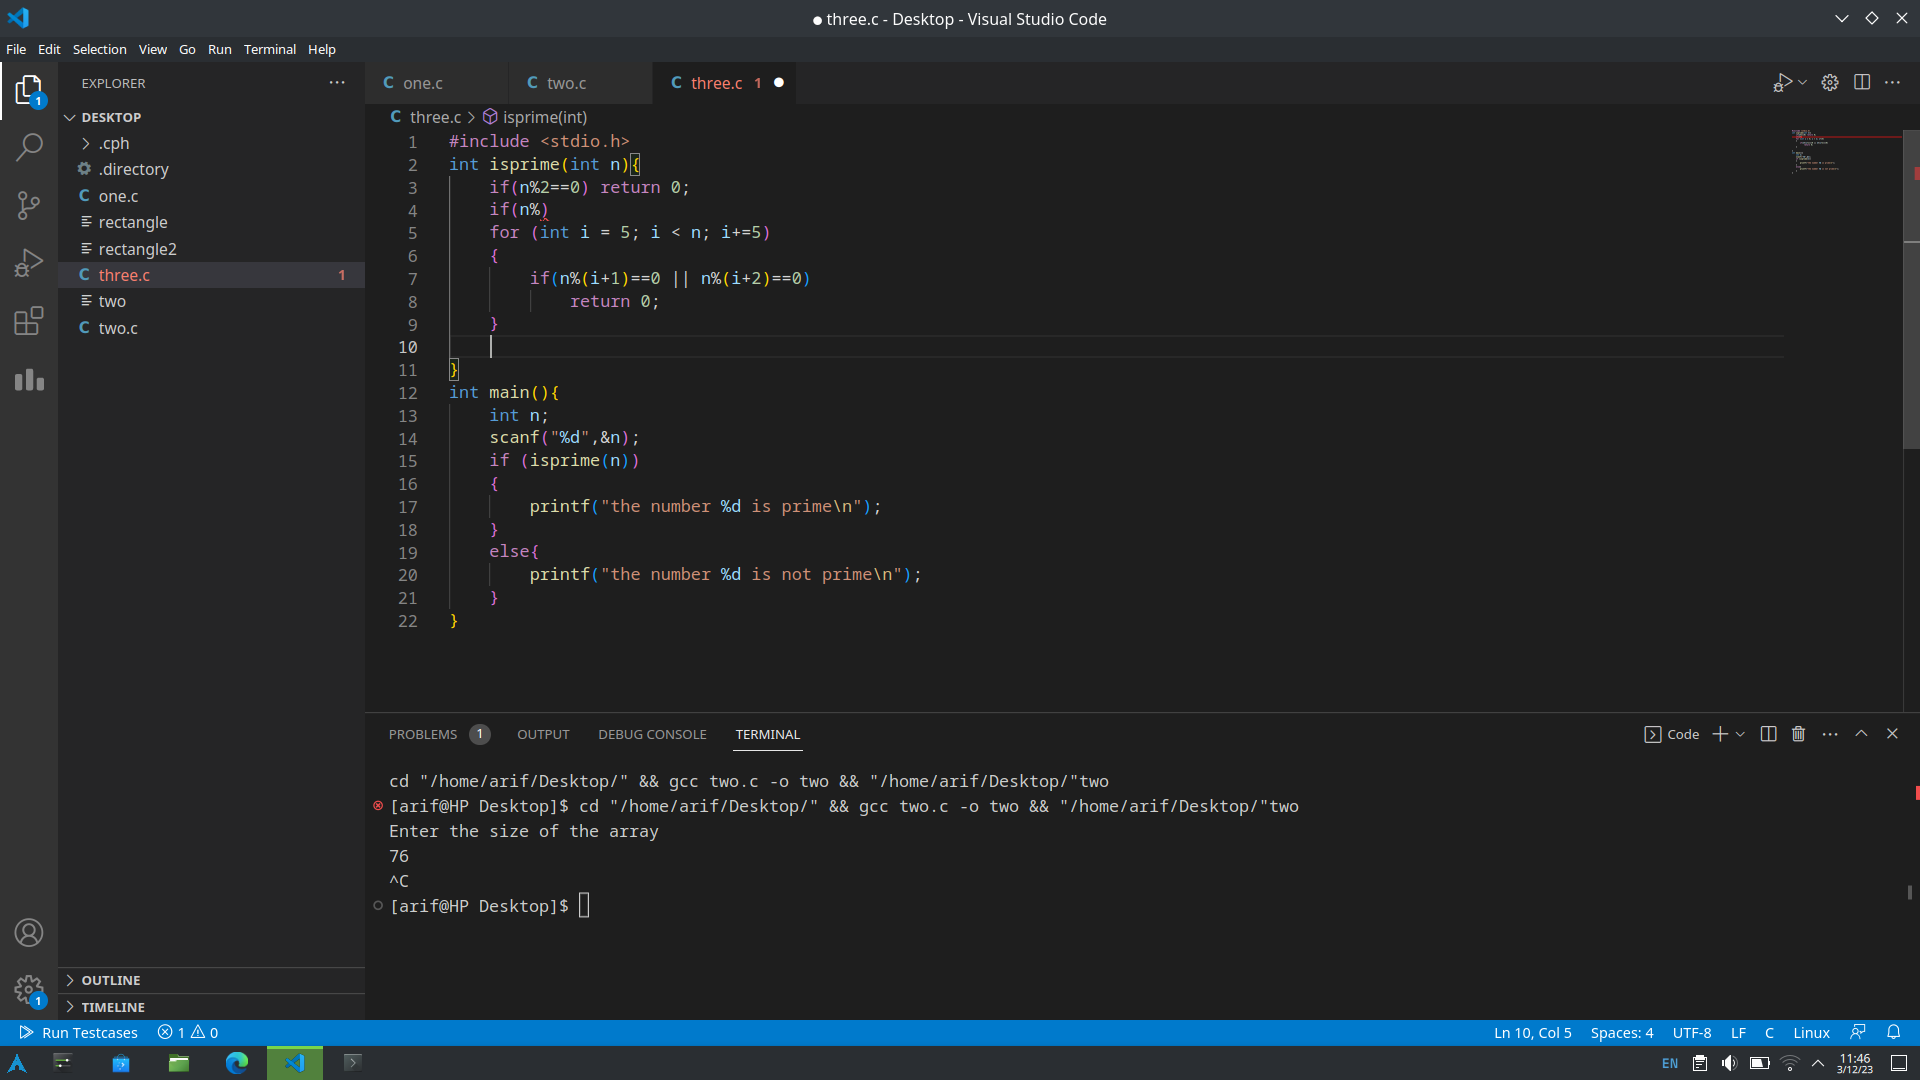 three.c - Desktop - Visual Studio Code
File Edit Selection View Go Run Terminal Help
EXPLORER
DESKTOP
.cph
.directory
one.c
rectangle
rectangle2
three.c 1
two
two.c
OUTLINE
TIMELINE
one.c two.c three.c 1
three.c > isprime(int)
1 #include <stdio.h>
2 int isprime(int n){
3 if(n%2==0) return 0;
4 if(n%)
5 for (int i = 5; i < n; i+=5)
6 {
7 if(n%(i+1)==0 || n%(i+2)==0)
8 return 0;
9 }
10
11 }
12 int main(){
13 int n;
14 scanf("%d",&n);
15 if (isprime(n))
16 {
17 printf("the number %d is prime\n");
18 }
19 else{
20 printf("the number %d is not prime\n");
21 }
22 }
PROBLEMS 1 OUTPUT DEBUG CONSOLE TERMINAL
Code
cd "/home/arif/Desktop/" && gcc two.c -o two && "/home/arif/Desktop/"two
[arif@HP Desktop]$ cd "/home/arif/Desktop/" && gcc two.c -o two && "/home/arif/Desktop/"two
Enter the size of the array
76
^C
[arif@HP Desktop]$
1
1
Run Testcases 1 0
Ln 10, Col 5 Spaces: 4 UTF-8 LF C Linux
EN
11:46
3/12/23